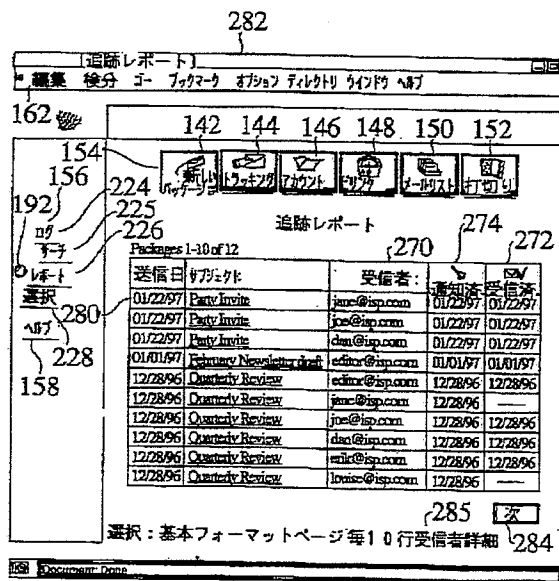 282
[追跡レポート]
編集 検分 ゴー ブックマーク オプション ディレクトリ ウインドウ ヘルプ
162
142 144 146 148 150 152
154
新しいパッケージ トラッキング アカウント メールリスト 打切り
156
192
224
225
226
ログ
サーチ
レポート
選択
280
ヘルプ
228
158
追跡レポート
274
270
272
Packages 1-10 of 12
送信日 サブジェクト 受信者: 通知済 受信済
01/22/97 Party Invite jane@isp.com 01/22/97 01/22/97
01/22/97 Party Invite joe@isp.com 01/22/97 01/22/97
01/22/97 Party Invite dan@isp.com 01/22/97 01/22/97
01/01/97 February Newsletter draft editor@isp.com 01/01/97 01/01/97
12/28/96 Quarterly Review editor@isp.com 12/28/96 12/28/96
12/28/96 Quarterly Review jane@isp.com 12/28/96 —
12/28/96 Quarterly Review joe@isp.com 12/28/96 12/28/96
12/28/96 Quarterly Review dan@isp.com 12/28/96 12/28/96
12/28/96 Quarterly Review erik@isp.com 12/28/96 12/28/96
12/28/96 Quarterly Review louise@isp.com 12/28/96 —
285
次
選択:基本フォーマットページ毎10行受信者詳細
284
Document: Done